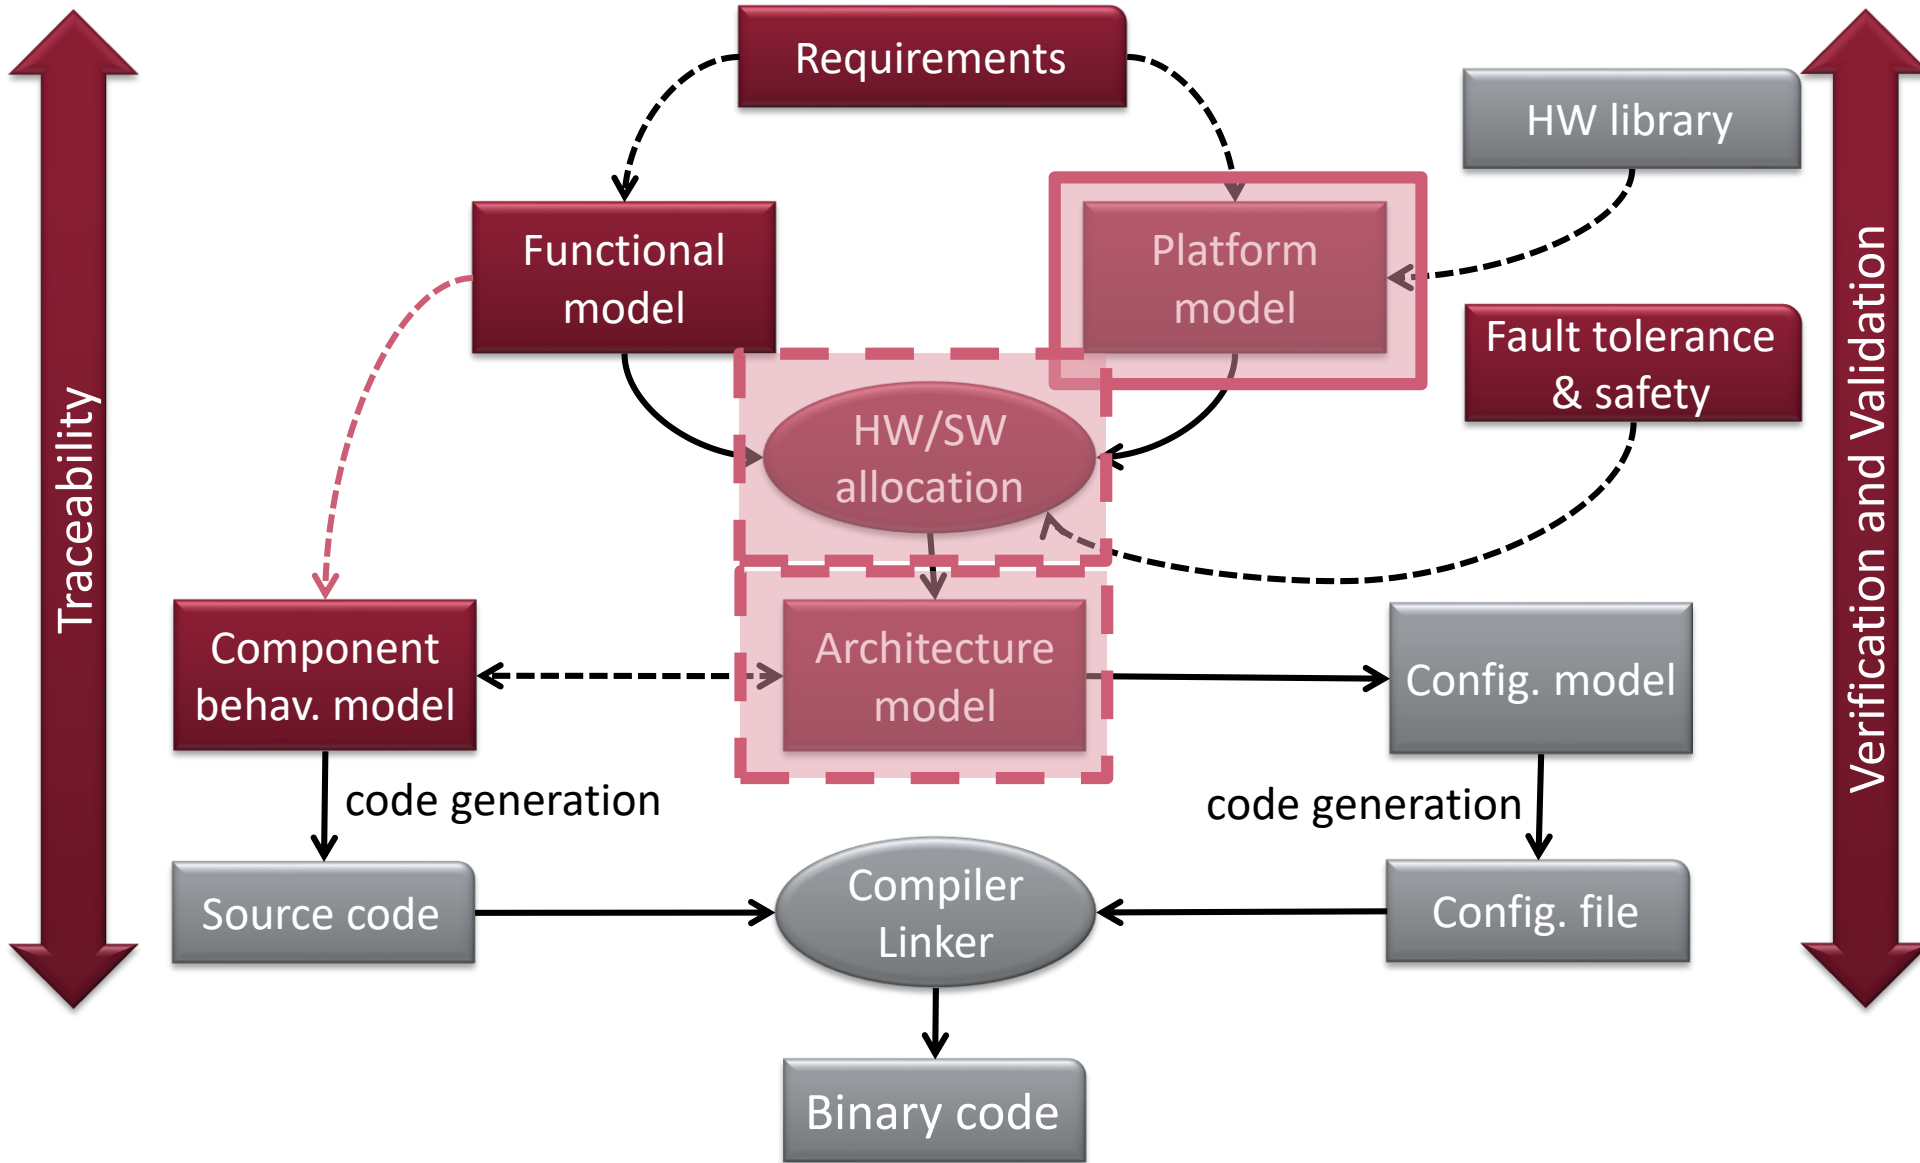 Requirements
HW library
Functional
model
Platform
model
Fault tolerance
& safety
HW/SW
allocation
Traceability
Verification and Validation
Component
behav. model
Architecture
model
Config. model
code generation
code generation
Source code
Compiler
Linker
Config. file
Binary code